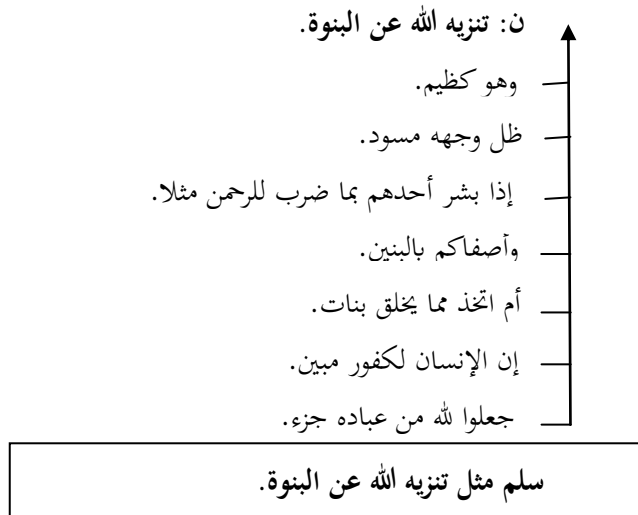 ن: تنزيه الله عن البنوة.
وهو كظيم.
ظل وجهه مسود.
إذا بشر أحدهم بما ضرب للرحمن مثلا.
وأصفاكم بالبنين.
أم اتخذ مما يخلق بنات.
إن الإنسان لكفور مبين.
جعلوا لله من عباده جزء.
سلم مثل تنزيه الله عن البنوة.